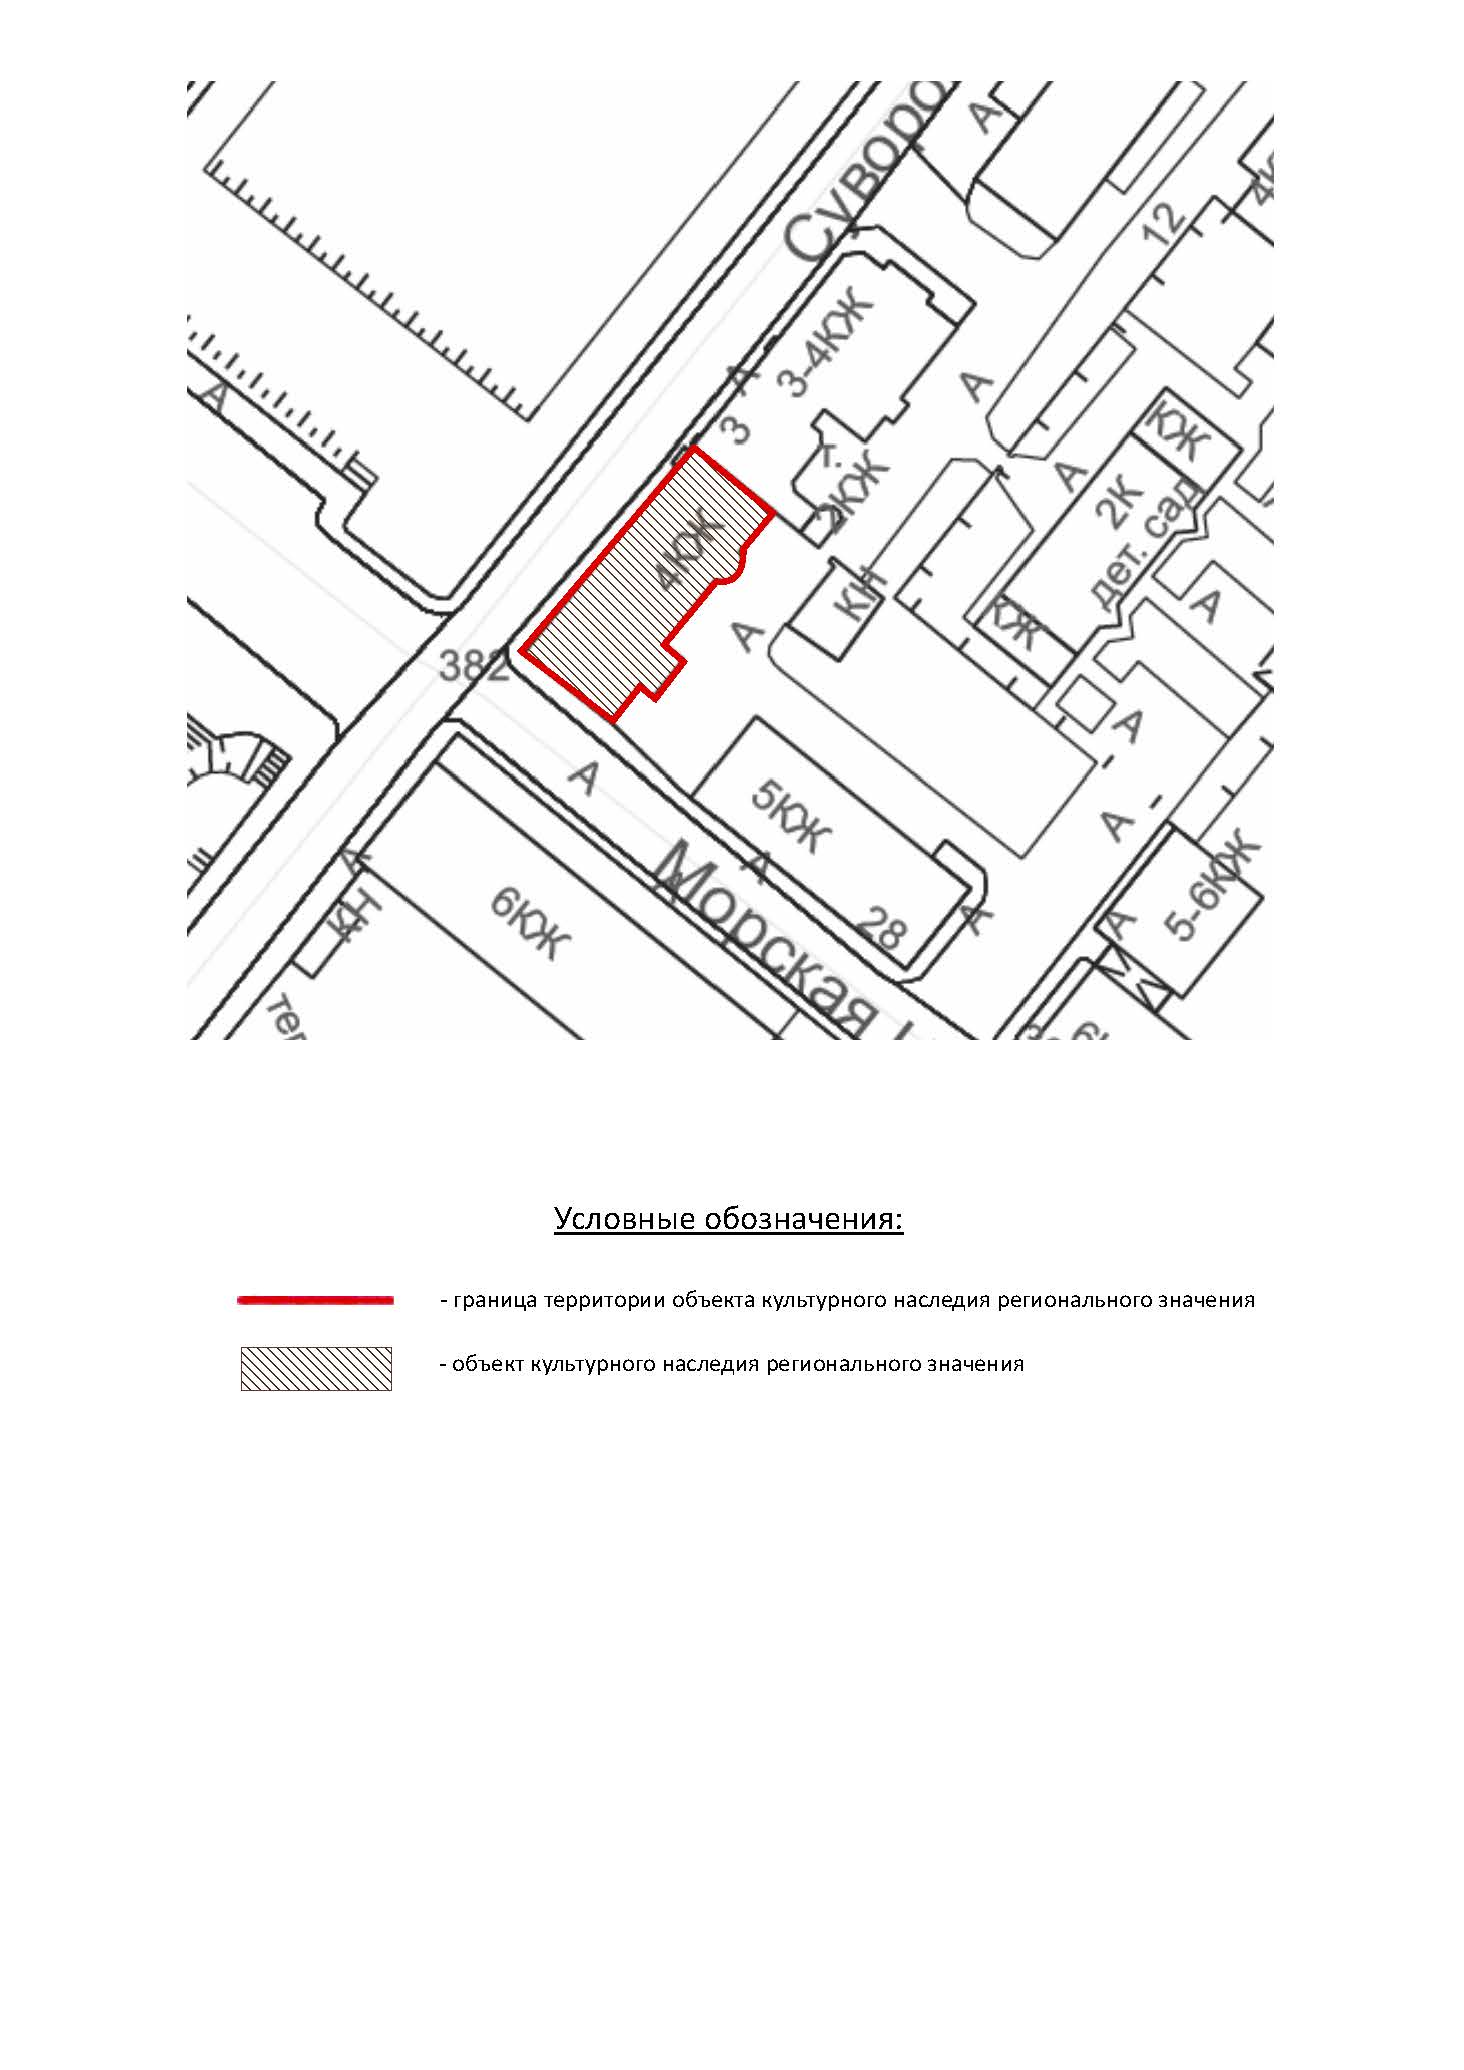 Суворо
А
12
А
3-4КЖ
А
А
3
КЖ
т.
2КЖ
А
2К
дет. сад
4КЖ
КН
КЖ
А
А
382
А
А
5КЖ
А
А
Морская
А
28
А
5-6КЖ
А
6КЖ
КН
тел
Условные обозначения:
- граница территории объекта культурного наследия регионального значения
- объект культурного наследия регионального значения